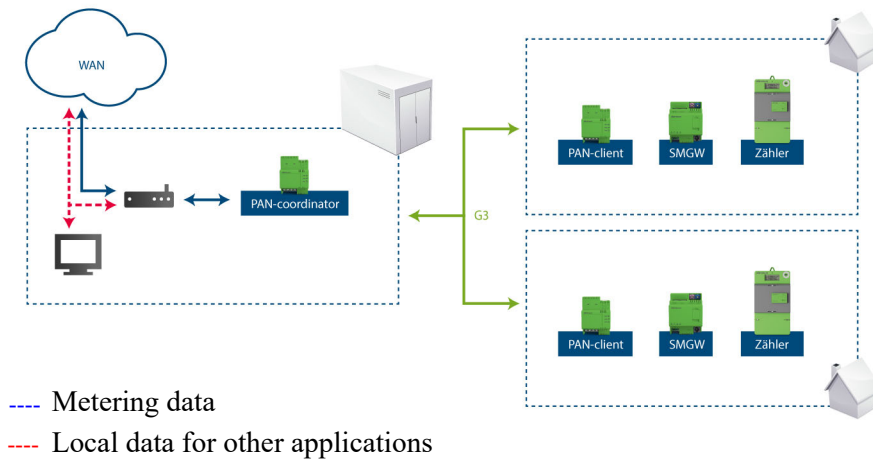 WAN
PAN-coordinator
G3
PAN-client
SMGW
Zähler
PAN-client
SMGW
Zähler
Metering data
Local data for other applications